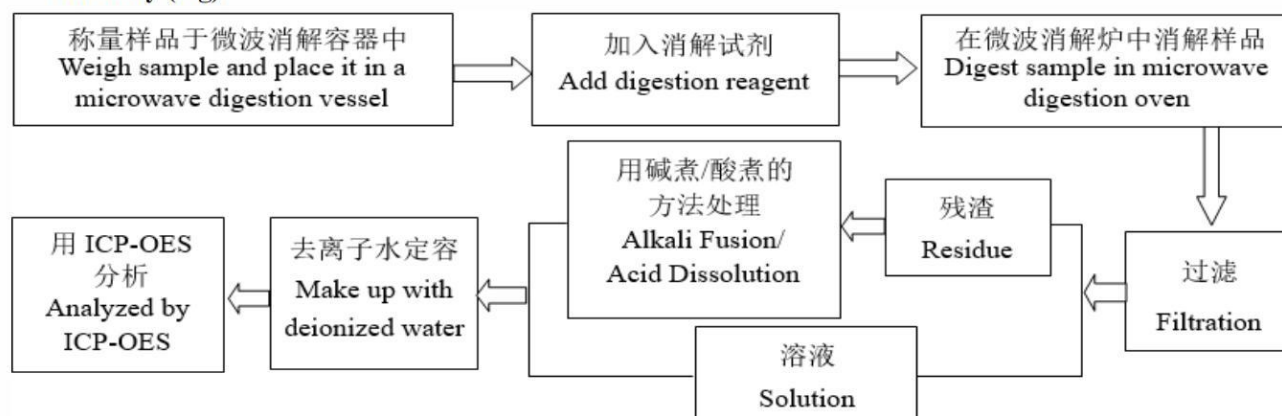 称量样品于微波消解容器中
Weigh sample and place it in a
microwave digestion vessel
加入消解试剂
Add digestion reagent
在微波消解炉中消解样品
Digest sample in microwave
digestion oven
过滤
Filtration
残渣
Residue
用碱煮/酸煮的
方法处理
Alkali Fusion/
Acid Dissolution
溶液
Solution
去离子水定容
Make up with
deionized water
用 ICP-OES
分析
Analyzed by
ICP-OES